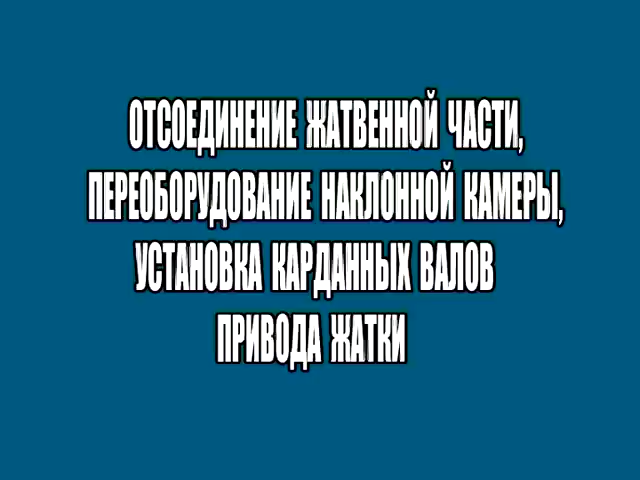 ОТСОЕДИНЕНИЕ ЖАТВЕННОЙ ЧАСТИ,
ПЕРЕОБОРУДОВАНИЕ НАКЛОННОЙ КАМЕРЫ,
УСТАНОВКА КАРДАННЫХ ВАЛОВ
ПРИВОДА ЖАТКИ